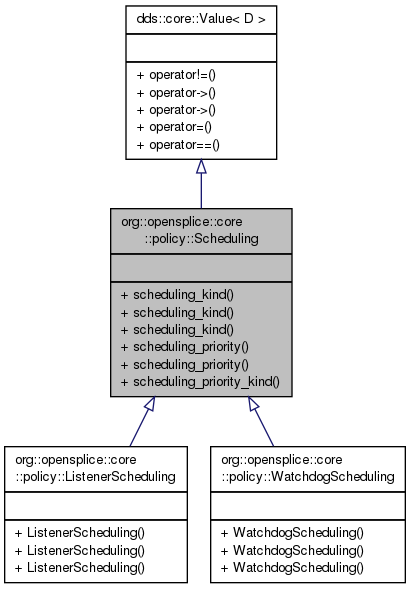 dds::core::Value< D >
+ operator!=()
+ operator->()
+ operator->()
+ operator=()
+ operator==()
org::opensplice::core
::policy::Scheduling
+ scheduling_kind()
+ scheduling_kind()
+ scheduling_kind()
+ scheduling_priority()
+ scheduling_priority()
+ scheduling_priority_kind()
org::opensplice::core
::policy::ListenerScheduling
+ ListenerScheduling()
+ ListenerScheduling()
+ ListenerScheduling()
org::opensplice::core
::policy::WatchdogScheduling
+ WatchdogScheduling()
+ WatchdogScheduling()
+ WatchdogScheduling()